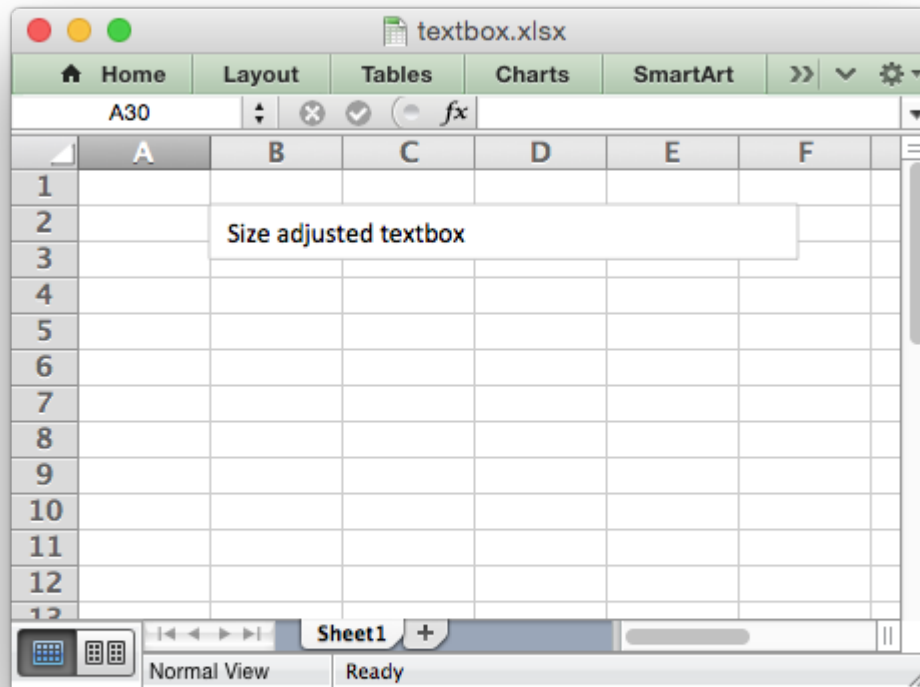 textbox.xlsx
Home Layout Tables Charts SmartArt
A30 fx
A B C D E F
1
2 Size adjusted textbox
3
4
5
6
7
8
9
10
11
12
13
Sheet1 +
Normal View Ready